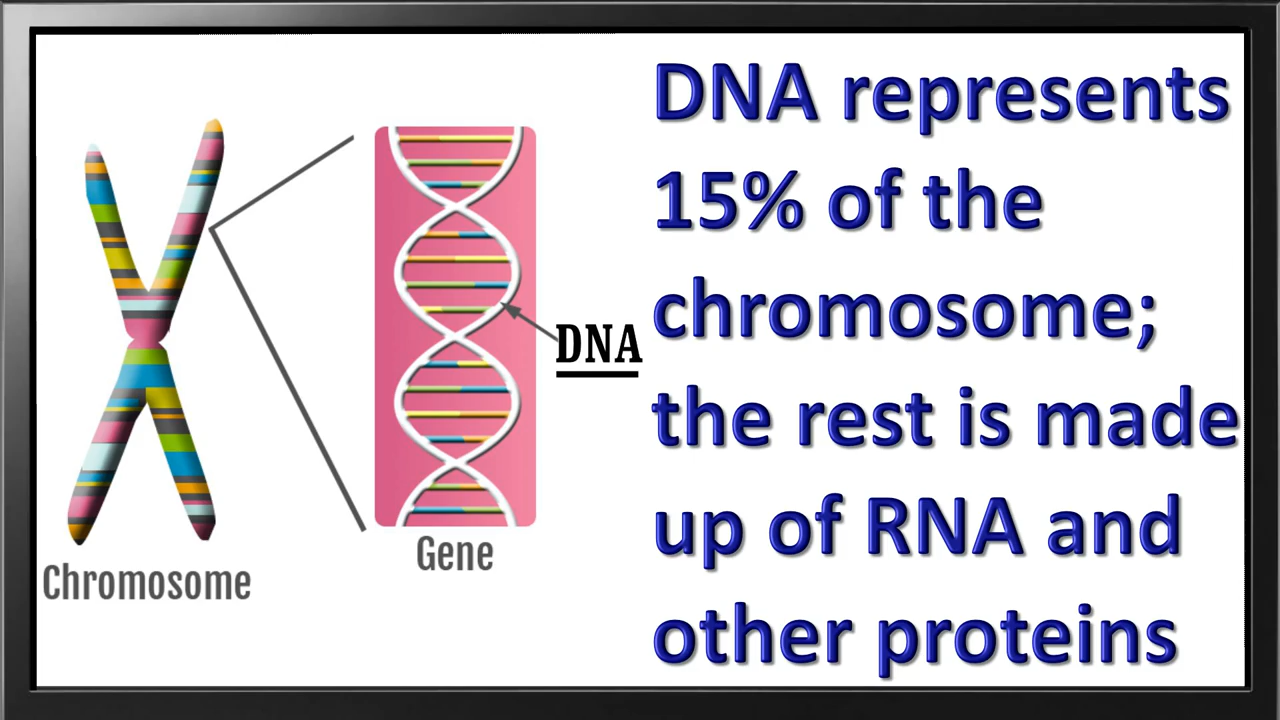 DNA represents
15% of the
chromosome;
the rest is made
up of RNA and
other proteins
DNA
Gene
Chromosome